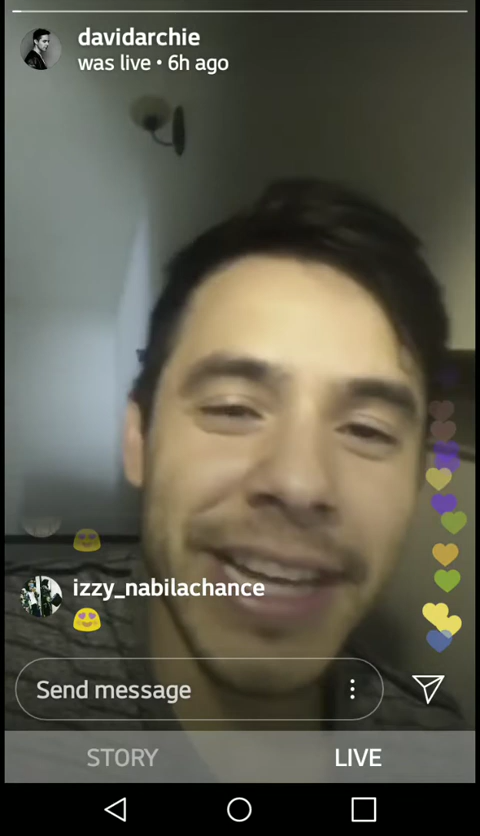 davidarchie
was live • 6h ago
izzy_nabilachance
Send message
STORY
LIVE